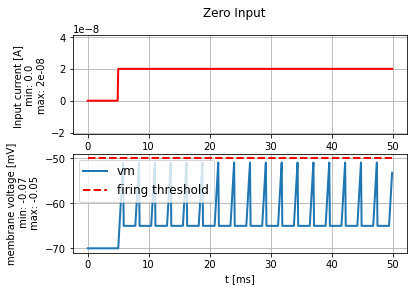 Zero Input
1e−8
Input current [A]
min: 0.0
max: 2e-08
4
2
0
−2
0 10 20 30 40 50
membrane voltage [mV]
min: -0.07
max: -0.05
−50
−60
−70
vm
firing threshold
0 10 20 30 40 50
t [ms]